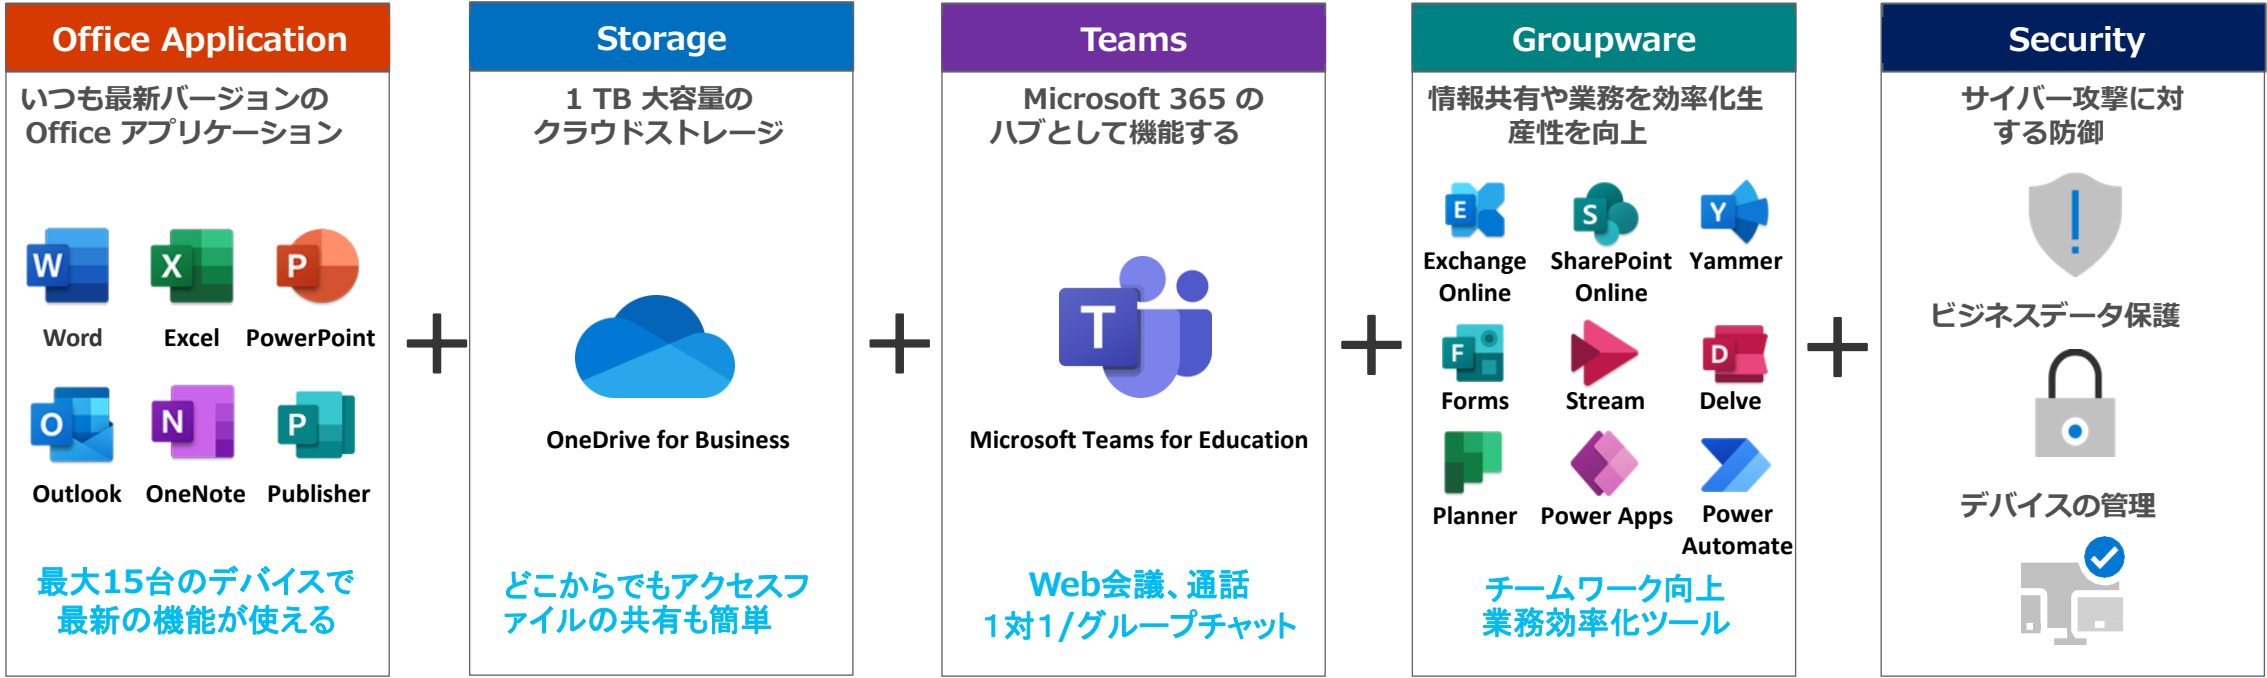 Office Application
いつも最新バージョンの
Office アプリケーション
W
X
P
Word
Excel
PowerPoint
O
N
P
Outlook
OneNote
Publisher
最大15台のデバイスで
最新の機能が使える
Storage
1 TB 大容量の
クラウドストレージ
OneDrive for Business
どこからでもアクセスフ
ァイルの共有も簡単
Teams
Microsoft 365 の
ハブとして機能する
T
Microsoft Teams for Education
Web会議、通話
1対1/グループチャット
Groupware
情報共有や業務を効率化生
産性を向上
E
S
Y
Exchange
Online
SharePoint
Online
Yammer
F
D
Forms
Stream
Delve
Planner
Power Apps
Power
Automate
チームワーク向上
業務効率化ツール
Security
サイバー攻撃に対
する防御
ビジネスデータ保護
デバイスの管理